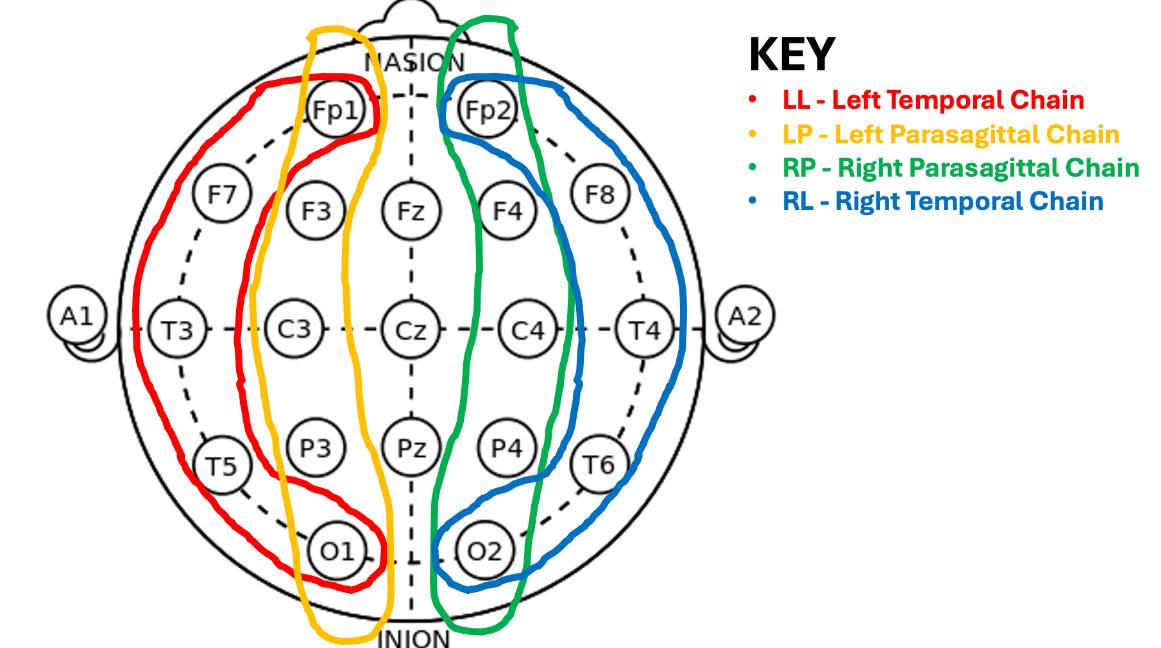 NASION
Fp1 Fp2
F7 F3 Fz F4 F8
A1 T3 C3 Cz C4 T4 A2
T5 P3 Pz P4 T6
O1 O2
INION
KEY
• LL - Left Temporal Chain
• LP - Left Parasagittal Chain
• RP - Right Parasagittal Chain
• RL - Right Temporal Chain